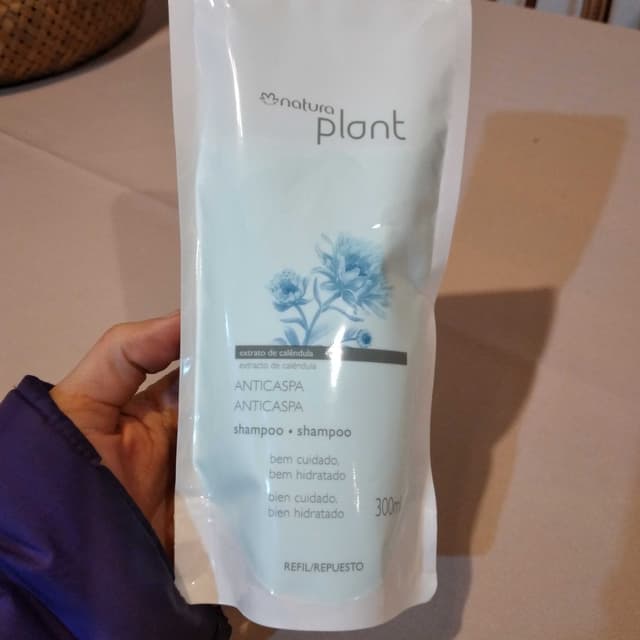 natura
plant
extrato de calêndula
extracto de caléndula
ANTICASPA
ANTICASPA
shampoo • shampoo
bem cuidado,
bem hidratado
bien cuidado,
bien hidratado
300ml
REFIL/REPUESTO